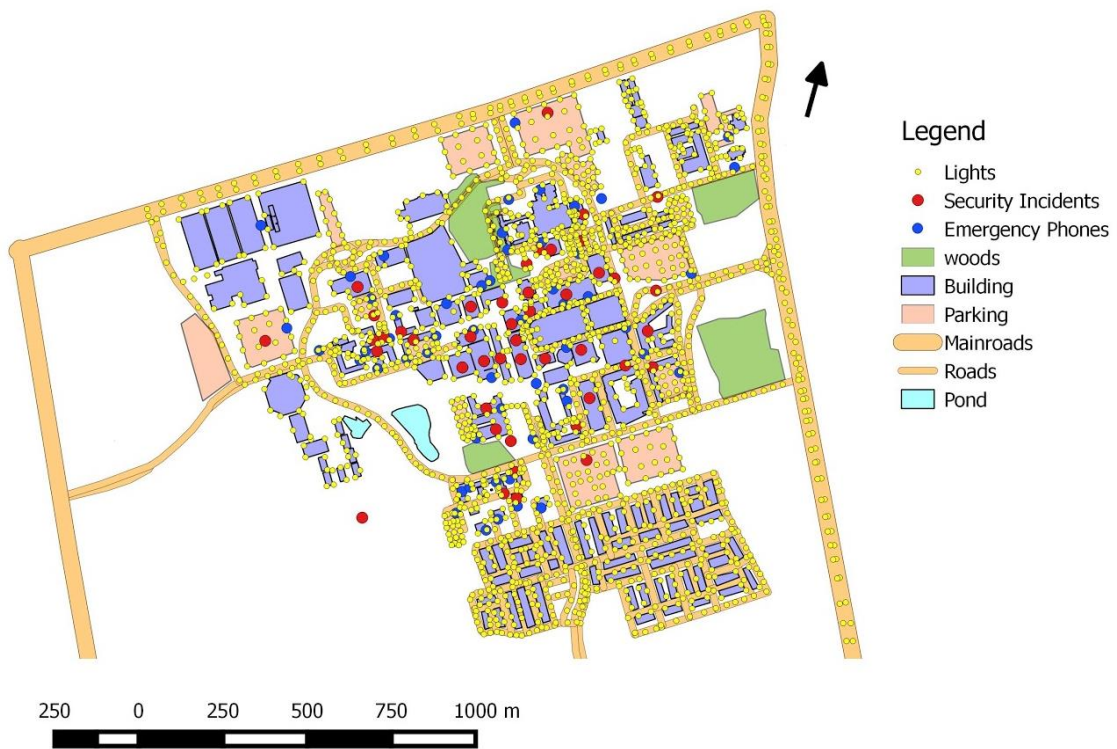 Legend
Lights
Security Incidents
Emergency Phones
woods
Building
Parking
Mainroads
Roads
Pond
250 0 250 500 750 1000 m